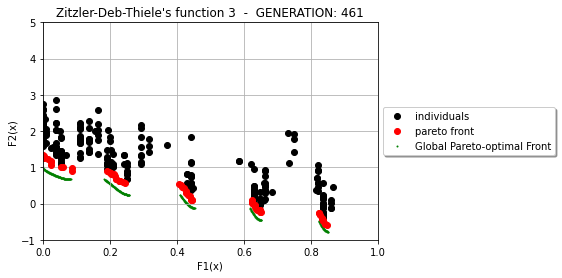 Zitzler-Deb-Thiele's function 3 - GENERATION: 461
5
4
3
2
1
0
−1
F2(x)
0.0 0.2 0.4 0.6 0.8 1.0
F1(x)
individuals
pareto front
Global Pareto-optimal Front